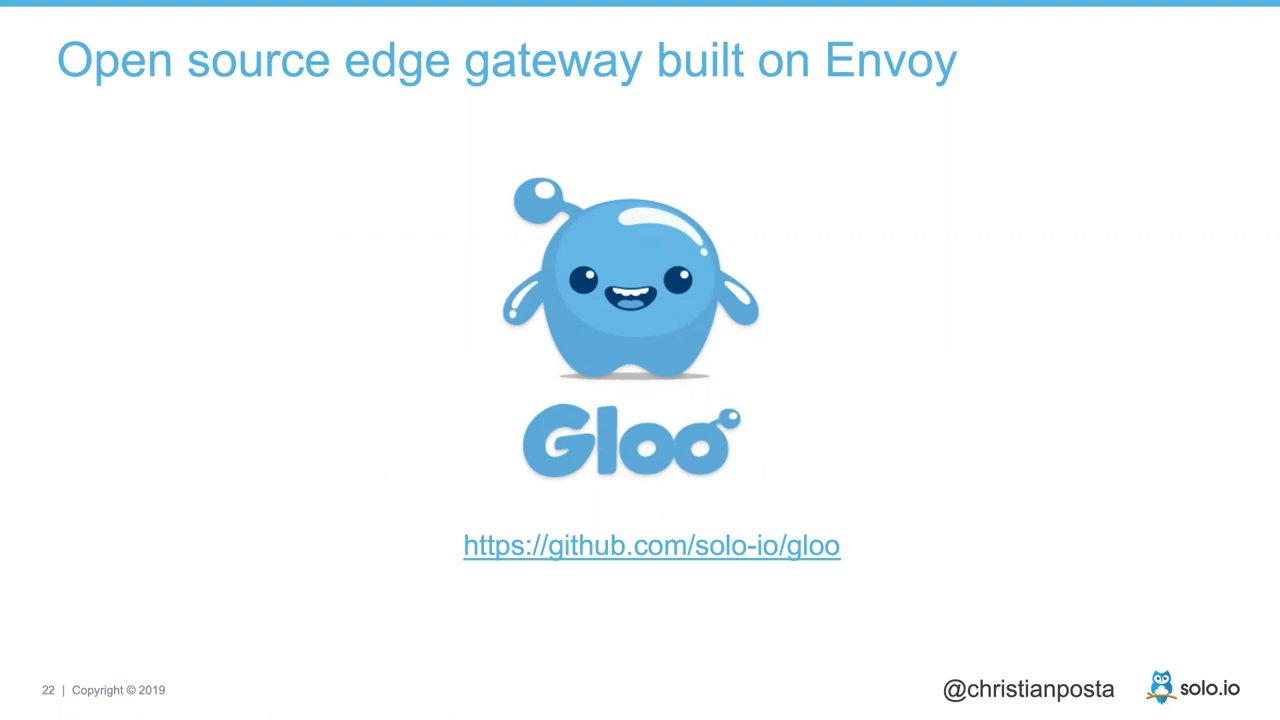 Open source edge gateway built on Envoy
Gloo
https://github.com/solo-io/gloo
22 | Copyright © 2019
@christianposta
solo.io